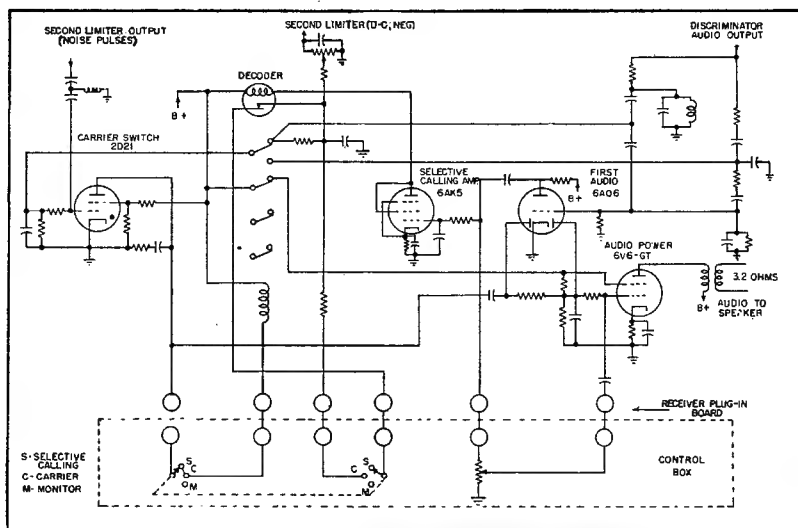 SECOND LIMITER OUTPUT
(NOISE PULSES)
SECOND LIMITER (D-C, NEG)
DISCRIMINATOR
AUDIO OUTPUT
DECODER
B+
CARRIER SWITCH
2D21
SELECTIVE
CALLING AMP
6AK5
FIRST
AUDIO
6AQ6
B+
AUDIO POWER
6V6-GT
3.2 OHMS
B+
AUDIO TO
SPEAKER
RECEIVER PLUG-IN
BOARD
S-SELECTIVE
CALLING
C-CARRIER
M-MONITOR
S
C
M
S
C
M
CONTROL
BOX